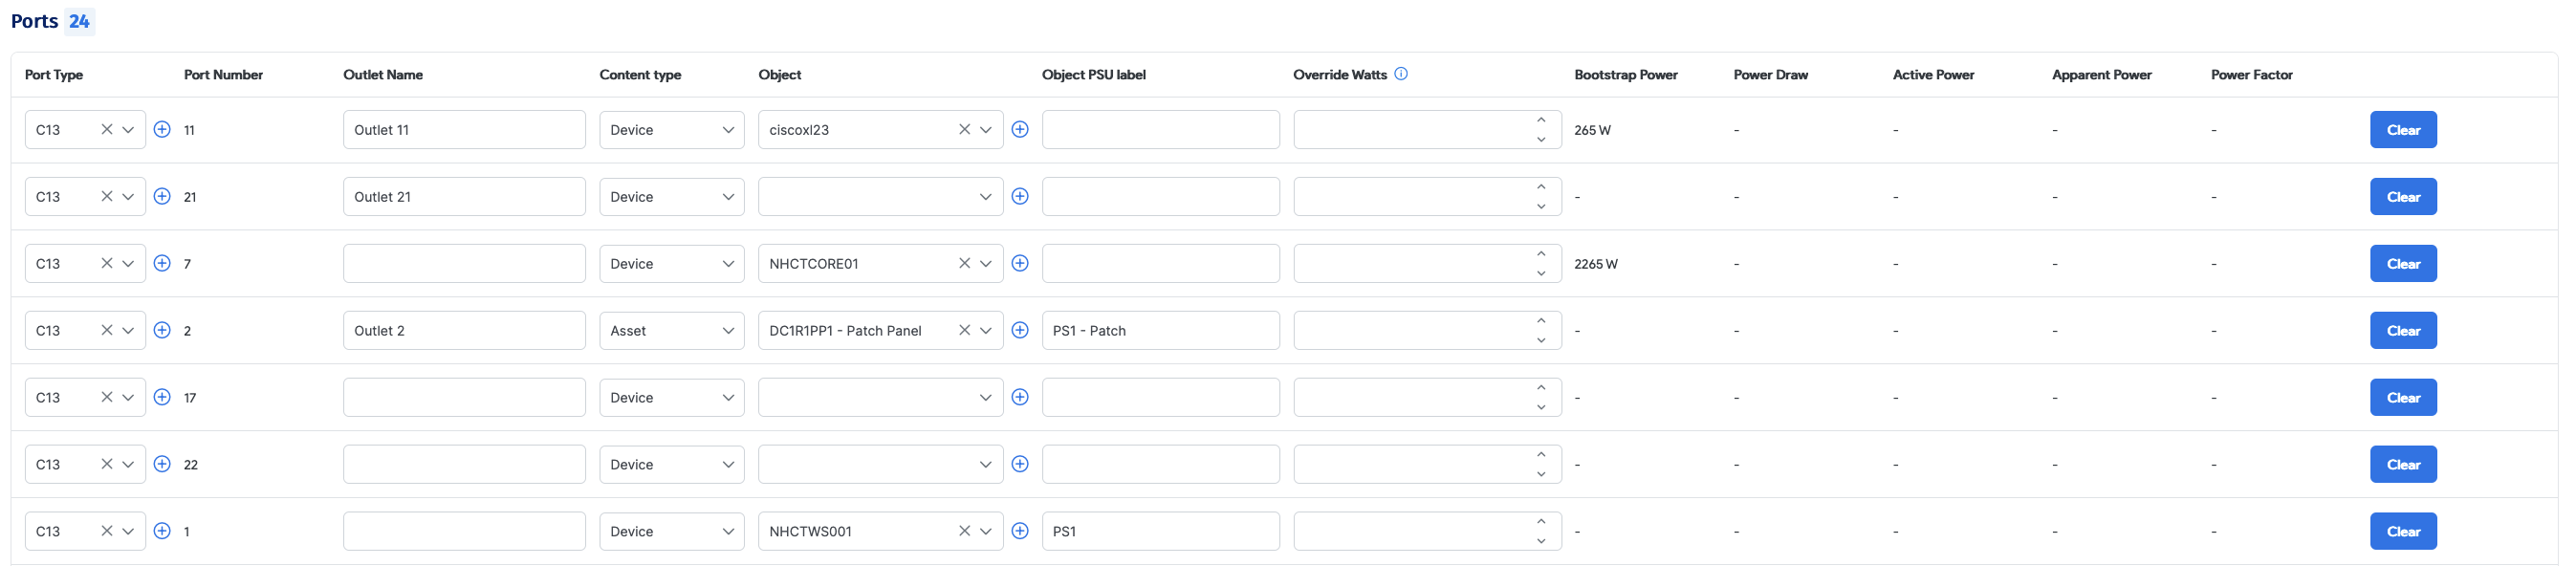 Ports 24
Port Type Port Number Outlet Name Content type Object Object PSU label Override Watts Bootstrap Power Power Draw Active Power Apparent Power Power Factor
C13 11 Outlet 11 Device ciscoxl23 265 W - - - - Clear
C13 21 Outlet 21 Device - - - - - Clear
C13 7 Device NHCTCORE01 2265 W - - - - Clear
C13 2 Outlet 2 Asset DC1R1PP1 - Patch Panel PS1 - Patch - - - - - Clear
C13 17 Device - - - - - Clear
C13 22 Device - - - - - Clear
C13 1 Device NHCTWS001 PS1 - - - - - Clear